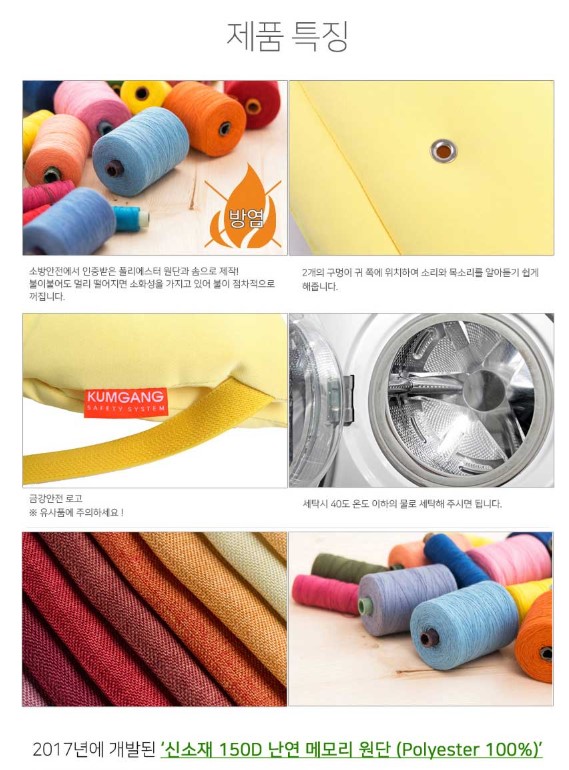 제품 특징
방염
소방안전에서 인증받은 폴리에스터 원단과 솜으로 제작!
불이붙어도 멀리 떨어지면 소화성을 가지고 있어 불이 점차적으로
꺼집니다.
2개의 구멍이 귀 쪽에 위치하여 소리와 목소리를 알아듣기 쉽게
해줍니다.
KUMGANG
SAFETY SYSTEM
금강안전 로고
※ 유사품에 주의하세요 !
세탁시 40도 온도 이하의 물로 세탁해 주시면 됩니다.
2017년에 개발된 ‘신소재 150D 난연 메모리 원단 (Polyester 100%)’